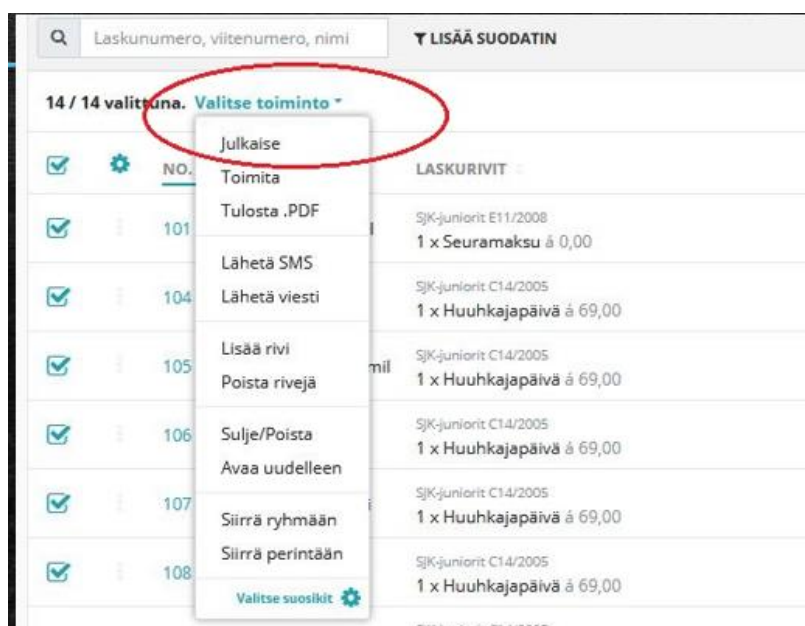 Laskunumero, viitenumero, nimi
LISÄÄ SUODATIN
14 / 14 valittuna. Valitse toiminto
Julkaise
Toimita
Tulosta .PDF
Lähetä SMS
Lähetä viesti
Lisää rivi
Poista rivejä
Sulje/Poista
Avaa uudelleen
Siirrä ryhmään
Siirrä perintään
Valitse suosikit
NO.
LASKURIVIT
101
SJK-juniorit E11/2008
1 x Seuramaksu á 0,00
104
SJK-juniorit C14/2005
1 x Huuhkajapäivä á 69,00
105
mil
SJK-juniorit C14/2005
1 x Huuhkajapäivä á 69,00
106
SJK-juniorit C14/2005
1 x Huuhkajapäivä á 69,00
107
SJK-juniorit C14/2005
1 x Huuhkajapäivä á 69,00
108
SJK-juniorit C14/2005
1 x Huuhkajapäivä á 69,00